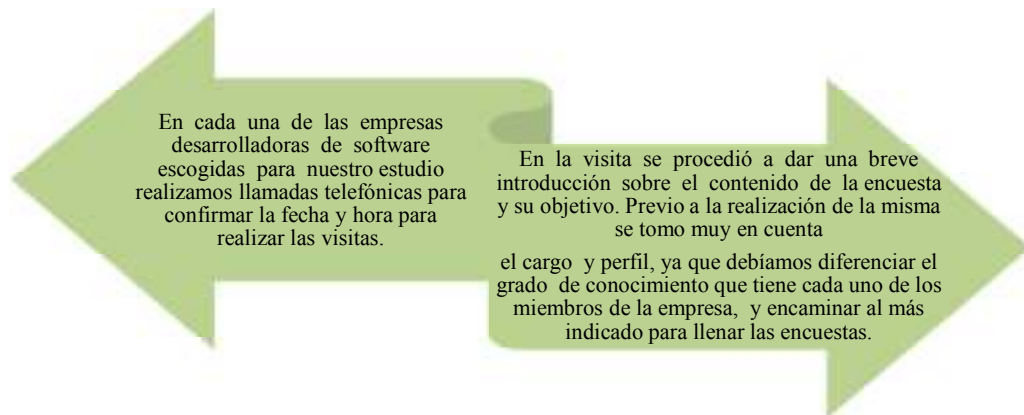 En cada una de las empresas
desarrolladoras de software
escogidas para nuestro estudio
realizamos llamadas telefónicas para
confirmar la fecha y hora para
realizar las visitas.
En la visita se procedió a dar una breve
introducción sobre el contenido de la encuesta
y su objetivo. Previo a la realización de la misma
se tomo muy en cuenta
el cargo y perfil, ya que debíamos diferenciar el
grado de conocimiento que tiene cada uno de los
miembros de la empresa, y encaminar al más
indicado para llenar las encuestas.